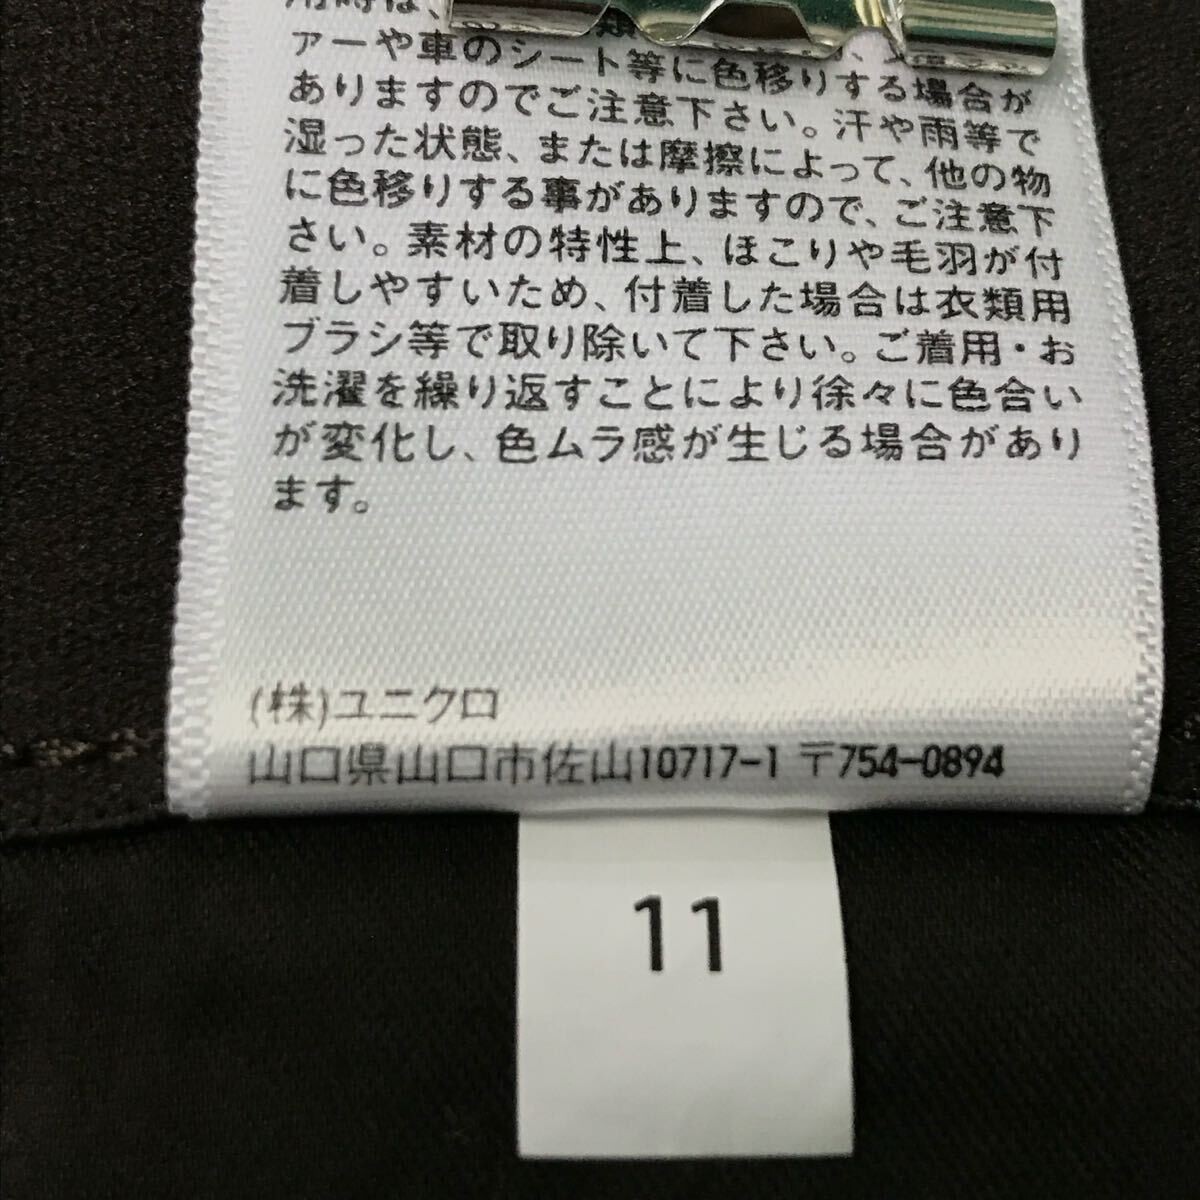 用時は、
ァーや車のシート等に色移りする場合が
ありますのでご注意下さい。汗や雨等で
湿った状態、または摩擦によって、他の物
に色移りする事がありますので、ご注意下
さい。素材の特性上、ほこりや毛羽が付
着しやすいため、付着した場合は衣類用
ブラシ等で取り除いて下さい。ご着用・お
洗濯を繰り返すことにより徐々に色合い
が変化し、色ムラ感が生じる場合があり
ます。
(株)ユニクロ
山口県山口市佐山10717-1 〒754-0894
11